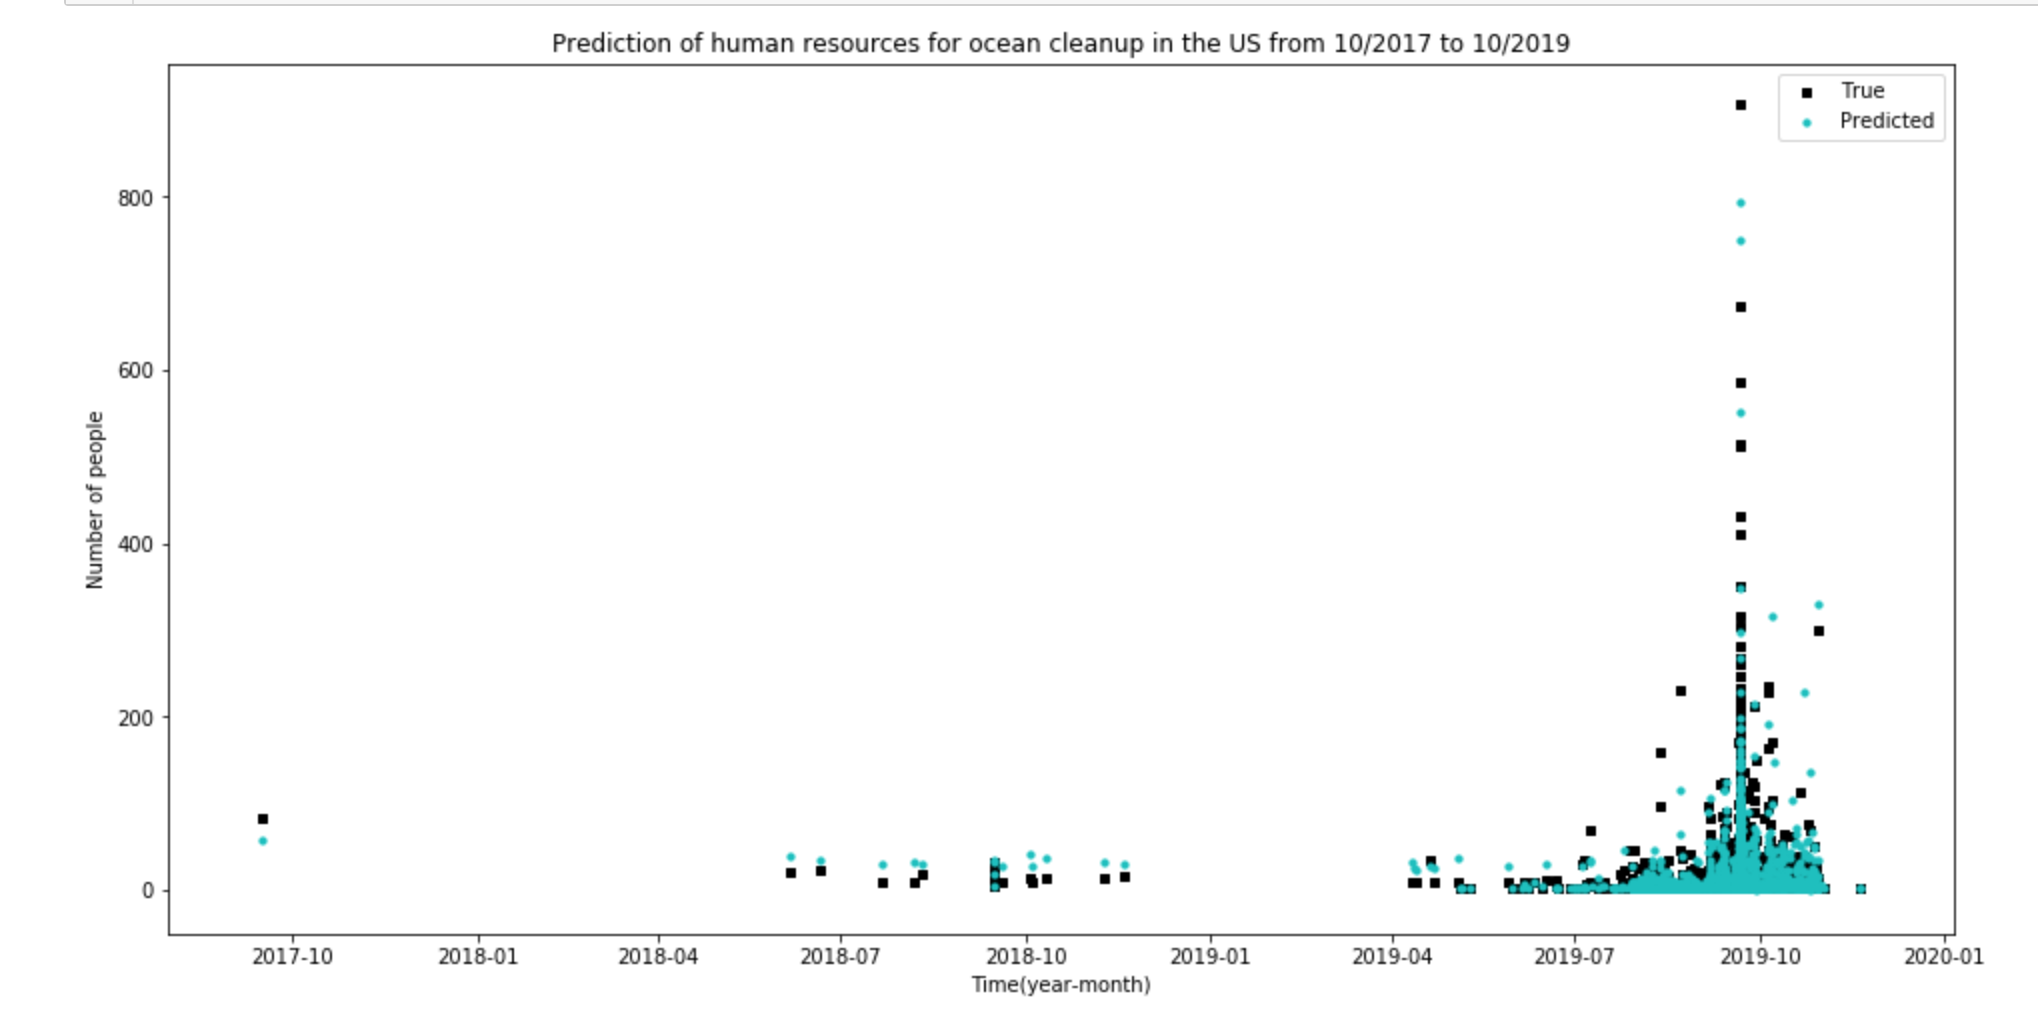 Prediction of human resources for ocean cleanup in the US from 10/2017 to 10/2019
True
Predicted
800
600
400
200
0
Number of people
2017-10 2018-01 2018-04 2018-07 2018-10 2019-01 2019-04 2019-07 2019-10 2020-01
Time(year-month)